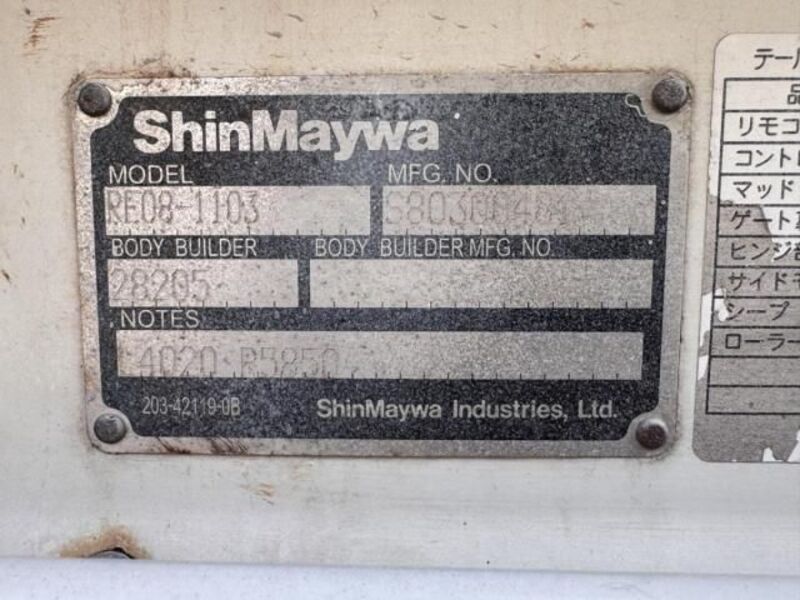 ShinMaywa
MODEL
MFG. NO.
RE08-1103
BODY BUILDER
BODY BUILDER MFG. NO.
28205
NOTES
203-42119-0B
ShinMaywa Industries, Ltd.
テー
品
リモコ
コント
マッド
ゲート
ヒンジ
サイド
シープ
ローラー